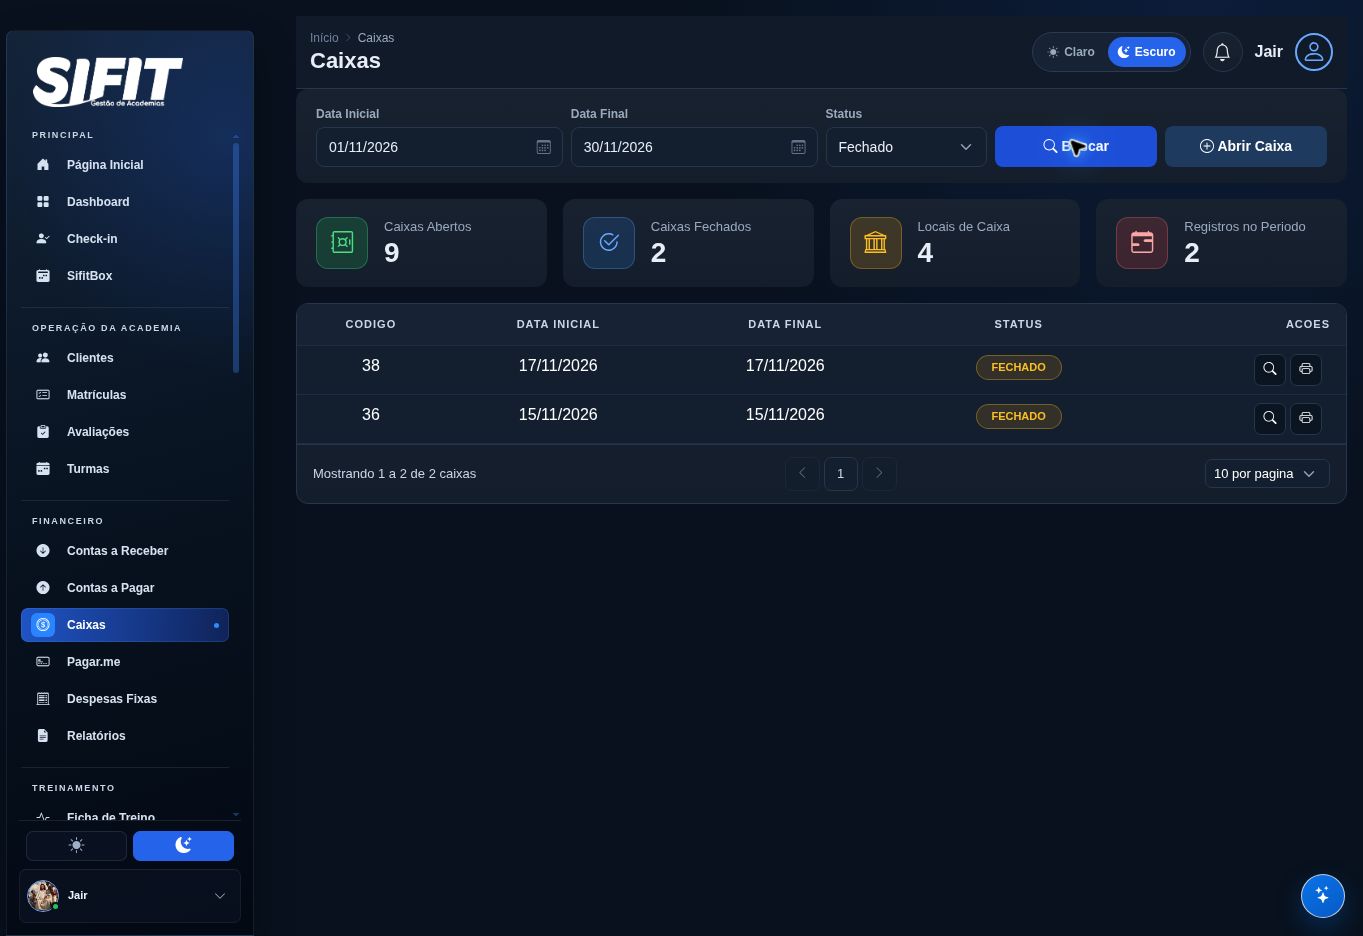 SIFIT
Gestão de Academias
PRINCIPAL
Página Inicial
Dashboard
Check-in
SifitBox
OPERAÇÃO DA ACADEMIA
Clientes
Matrículas
Avaliações
Turmas
FINANCEIRO
Contas a Receber
Contas a Pagar
Caixas
Pagar.me
Despesas Fixas
Relatórios
TREINAMENTO
Ficha de Treino
Jair
Início > Caixas
Caixas
Claro Escuro Jair
Data Inicial Data Final Status
01/11/2026 30/11/2026 Fechado Buscar Abrir Caixa
Caixas Abertos Caixas Fechados Locais de Caixa Registros no Periodo
9 2 4 2
CODIGO DATA INICIAL DATA FINAL STATUS ACOES
38 17/11/2026 17/11/2026 FECHADO
36 15/11/2026 15/11/2026 FECHADO
Mostrando 1 a 2 de 2 caixas 1 10 por pagina